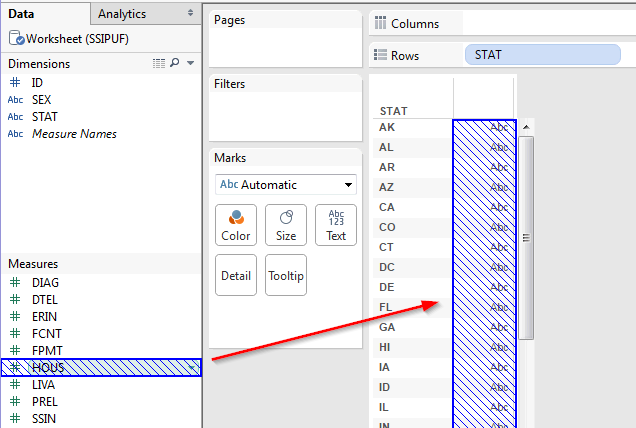 Data
Analytics
Worksheet (SSIPUF)
Dimensions
ID
Abc SEX
Abc STAT
Abc Measure Names
Measures
DIAG
DTEL
ERIN
FCNT
FPMT
HOUS
LIVA
PREL
SSIN
Pages
Filters
Marks
Abc Automatic
Color
Size
Abc
123
Text
Detail
Tooltip
Columns
Rows
STAT
STAT
AK Abc
AL Abc
AR Abc
AZ Abc
CA Abc
CO Abc
CT Abc
DC Abc
DE Abc
FL Abc
GA Abc
HI Abc
IA Abc
ID Abc
IL Abc
IN Abc